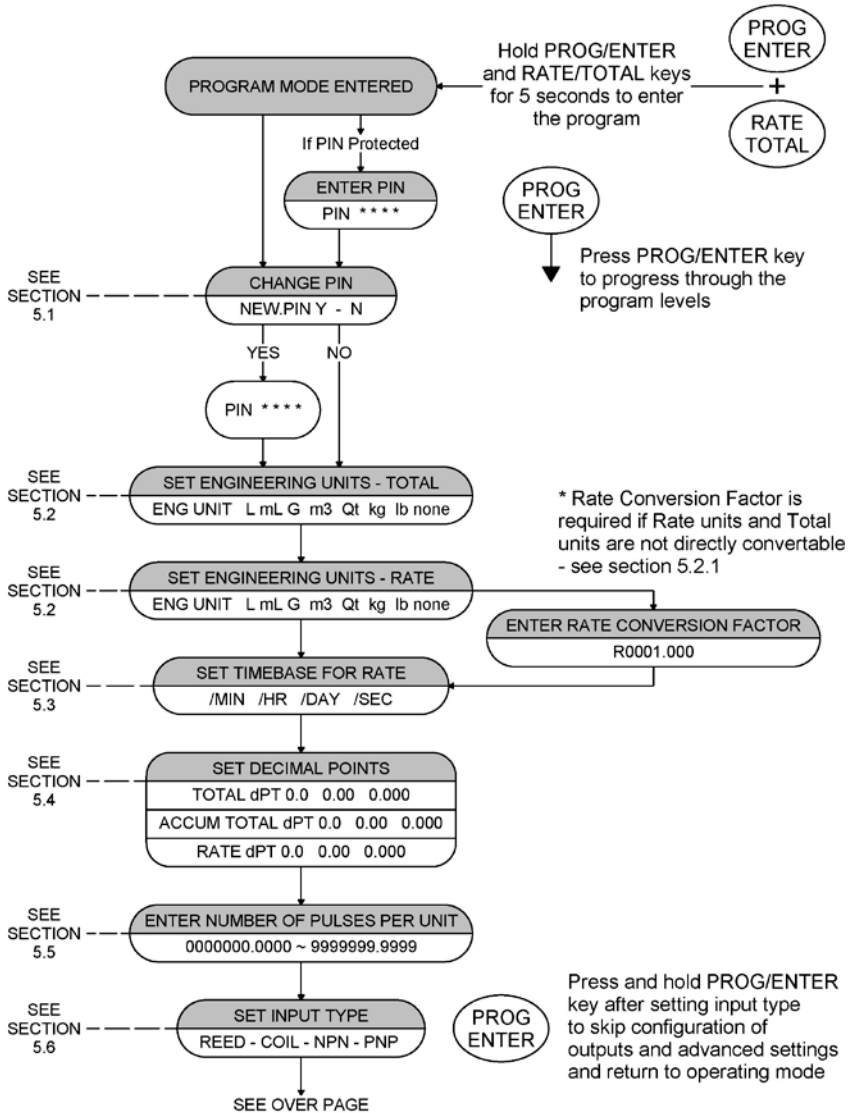 PROG
ENTER
Hold PROG/ENTER
and RATE/TOTAL keys
for 5 seconds to enter
the program
+
RATE
TOTAL
PROGRAM MODE ENTERED
If PIN Protected
ENTER PIN
PIN * * * *
PROG
ENTER
Press PROG/ENTER key
to progress through the
program levels
SEE
SECTION
5.1
CHANGE PIN
NEW.PIN Y - N
YES
NO
PIN * * * *
SEE
SECTION
5.2
SET ENGINEERING UNITS - TOTAL
ENG UNIT L mL G m3 Qt kg lb none
* Rate Conversion Factor is
required if Rate units and Total
units are not directly convertable
- see section 5.2.1
SEE
SECTION
5.2
SET ENGINEERING UNITS - RATE
ENG UNIT L mL G m3 Qt kg lb none
ENTER RATE CONVERSION FACTOR
R0001.000
SEE
SECTION
5.3
SET TIMEBASE FOR RATE
/MIN /HR /DAY /SEC
SEE
SECTION
5.4
SET DECIMAL POINTS
TOTAL dPT 0.0 0.00 0.000
ACCUM TOTAL dPT 0.0 0.00 0.000
RATE dPT 0.0 0.00 0.000
SEE
SECTION
5.5
ENTER NUMBER OF PULSES PER UNIT
0000000.0000 ~ 9999999.9999
SEE
SECTION
5.6
SET INPUT TYPE
REED - COIL - NPN - PNP
PROG
ENTER
Press and hold PROG/ENTER
key after setting input type
to skip configuration of
outputs and advanced settings
and return to operating mode
SEE OVER PAGE